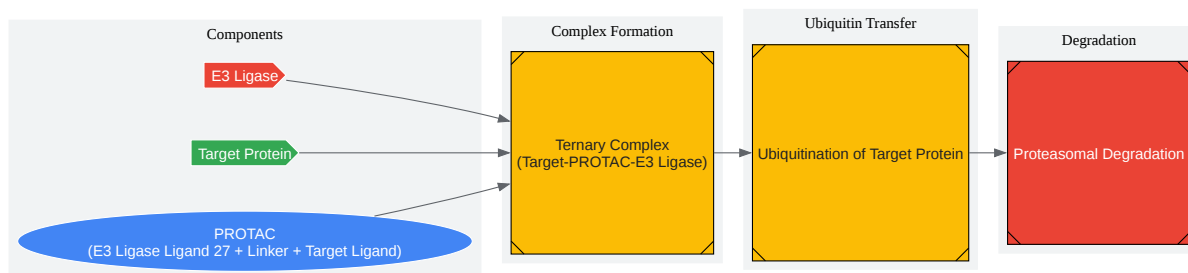 Components
E3 Ligase
Target Protein
PROTAC
(E3 Ligase Ligand 27 + Linker + Target Ligand)
Complex Formation
Ternary Complex
(Target-PROTAC-E3 Ligase)
Ubiquitin Transfer
Ubiquitination of Target Protein
Degradation
Proteasomal Degradation